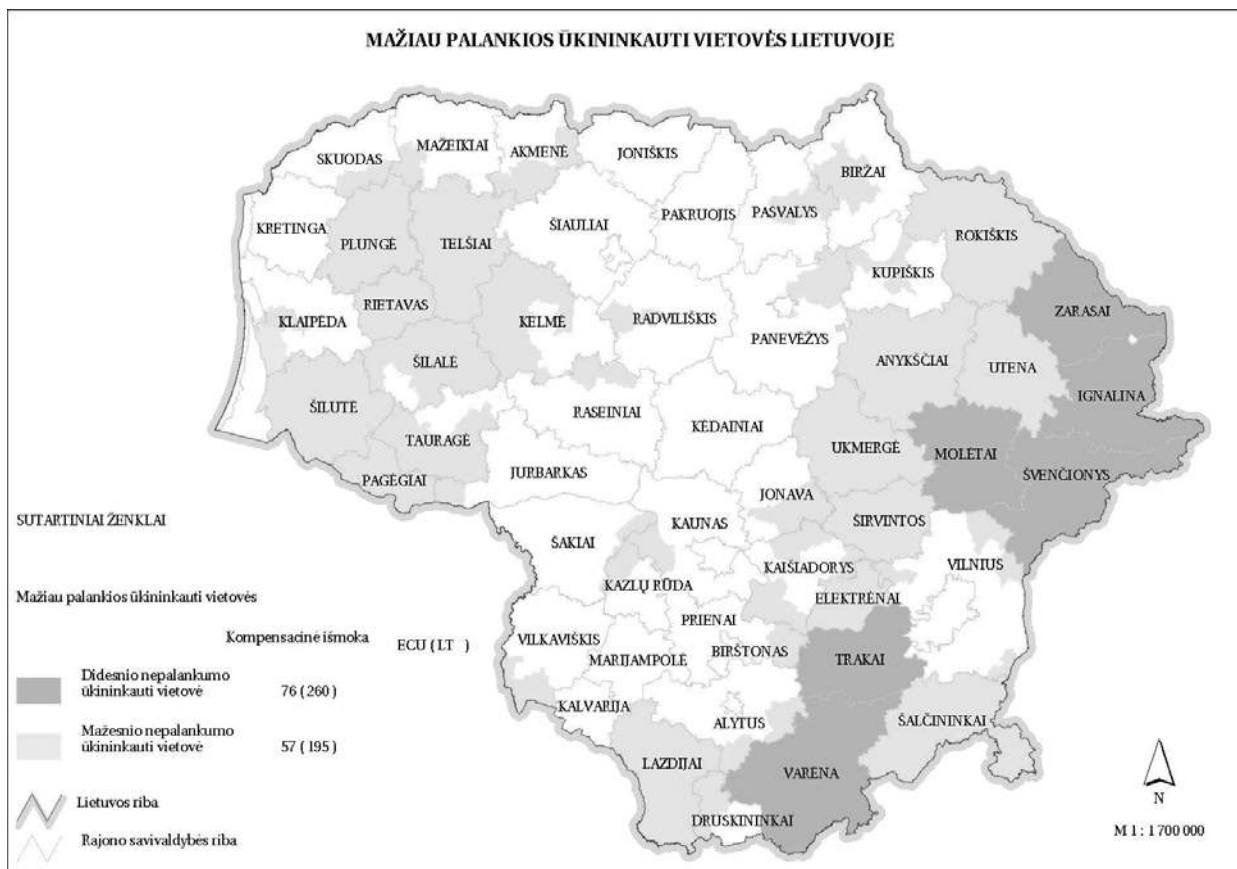 MAŽIAU PALANKIOS ŪKININKAUTI VIETOVĖS LIETUVOJE
SKUODAS
MAŽEIKIAI
AKMENĖ
JONIŠKIS
BIRŽAI
KRETINGA
PLUNGĖ
TELŠIAI
ŠIAULIAI
PAKRUOJIS
PASVALYS
ROKIŠKIS
KUPIŠKIS
RIETAVAS
KLAIPĖDA
KELMĖ
RADVILIŠKIS
PANEVĖŽYS
ZARASAI
ŠILALĖ
ANYKŠČIAI
UTENA
IGNALINA
ŠILUTĖ
TAURAGĖ
RASEINIAI
KĖDAINIAI
UKMERGĖ
MOLĖTAI
PAGĖGIAI
JURBARKAS
JONAVA
ŠVENČIONYS
KAUNAS
ŠIRVINTOS
ŠAKIAI
KAIŠIADORYS
VILNIUS
KAZLŲ RŪDA
ELEKTRĖNAI
PRIENAI
VILKAVIŠKIS
MARIJAMPOLĖ
BIRŠTONAS
TRAKAI
KALVARIJA
ALYTUS
ŠALČININKAI
LAZDIJAI
VARĖNA
DRUSKININKAI
SUTARTINIAI ŽENKLAI
Mažiau palankios ūkininkauti vietovės
Kompensacinė išmoka ECU ( LT )
Didesnio nepalankumo
ūkininkauti vietovė 76 ( 260 )
Mažesnio nepalankumo
ūkininkauti vietovė 57 ( 195 )
Lietuvos riba
Rajono savivaldybės riba
N
M 1 : 1 700 000